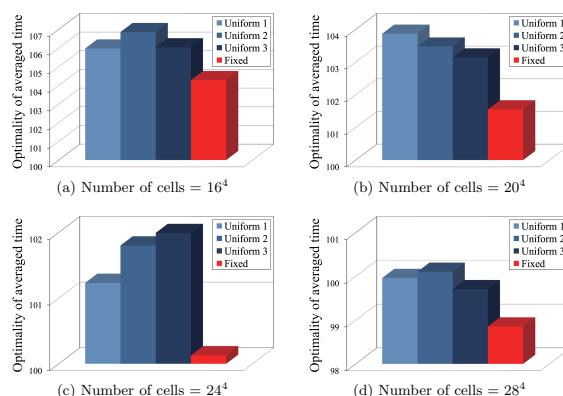 Optimality of averaged time
107
106
105
104
103
102
101
100
Uniform 1
Uniform 2
Uniform 3
Fixed
(a) Number of cells = 16⁴
Optimality of averaged time
104
103
102
101
100
Uniform 1
Uniform 2
Uniform 3
Fixed
(b) Number of cells = 20⁴
Optimality of averaged time
102
101
100
Uniform 1
Uniform 2
Uniform 3
Fixed
(c) Number of cells = 24⁴
Optimality of averaged time
101
100
99
98
Uniform 1
Uniform 2
Uniform 3
Fixed
(d) Number of cells = 28⁴